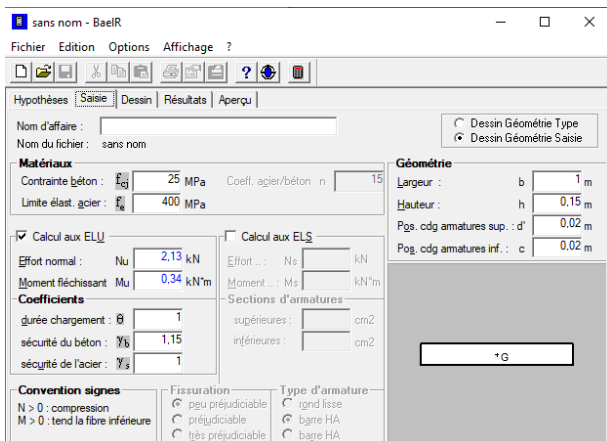 sans nom - BaelR
Fichier Edition Options Affichage ?
Hypothèses Saisie Dessin Résultats Aperçu
Nom d'affaire :
Nom du fichier : sans nom
Dessin Géométrie Type
Dessin Géométrie Saisie
Matériaux
Contrainte béton : fcj 25 MPa Coeff. acier/béton n 15
Limite élast. acier : fe 400 MPa
Géométrie
Largeur : b 1 m
Hauteur : h 0,15 m
Pos. cdg armatures sup. : d' 0,02 m
Pos. cdg armatures inf. : c 0,02 m
Calcul aux ELU
Effort normal : Nu 2,13 kN
Moment fléchissant Mu 0,34 kN*m
Calcul aux ELS
Effort .. : Ns kN
Moment .. : Ms kN*m
Coefficients
durée chargement : θ 1
sécurité du béton : γb 1,15
sécurité de l'acier : γs 1
Sections d'armatures
supérieures : cm2
inférieures : cm2
+G
Convention signes
N > 0 : compression
M > 0 : tend la fibre inférieure
Fissuration
peu préjudiciable
préjudiciable
très préjudiciable
Type d'armature
rond lisse
barre HA
barre HA